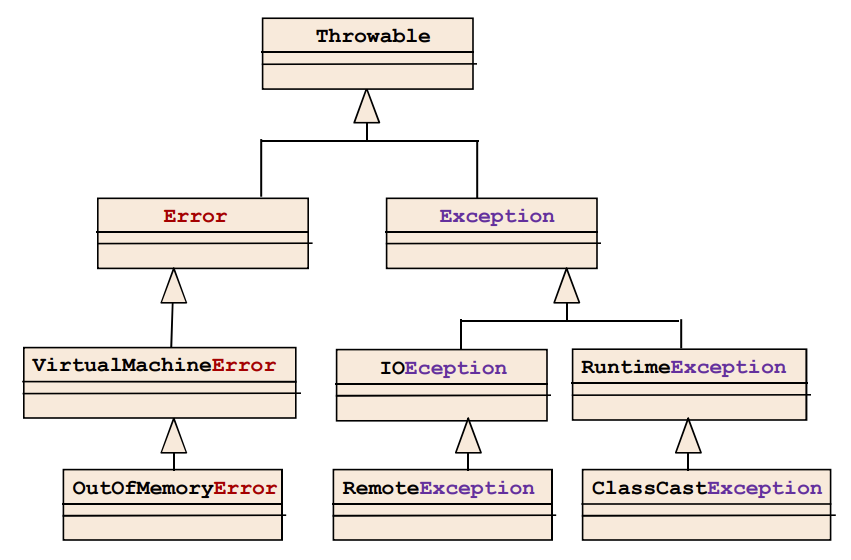 Throwable
Error
Exception
VirtualMachineError
IOEception
RuntimeException
OutOfMemoryError
RemoteException
ClassCastException